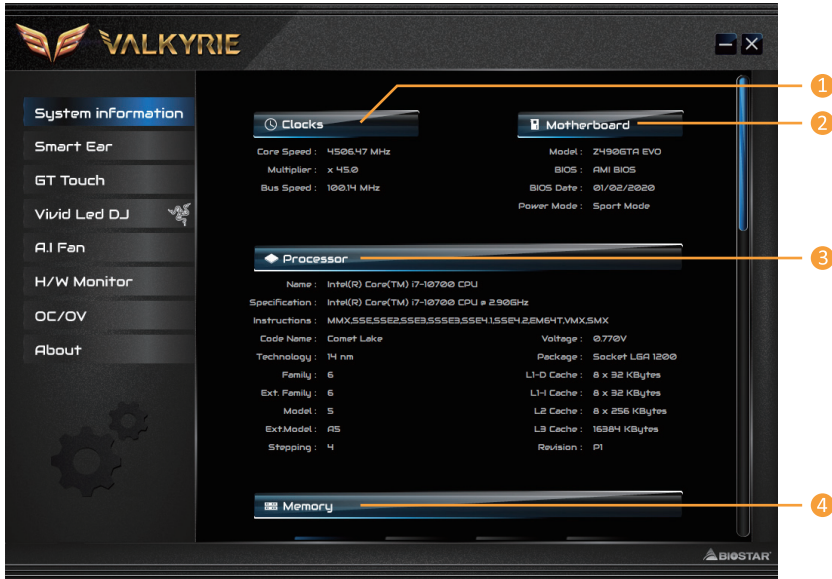 VALKYRIE
System information
Smart Ear
GT Touch
Vivid Led DJ
A.I Fan
H/W Monitor
OC/OV
About
Clocks
Core Speed : 4506.47 MHz
Multiplier : x 45.0
Bus Speed : 100.14 MHz
1
Motherboard
Model : Z490GTA EVO
BIOS : AMI BIOS
BIOS Date : 01/02/2020
Power Mode : Sport Mode
2
Processor
Name : Intel(R) Core(TM) i7-10700 CPU
Specification : Intel(R) Core(TM) i7-10700 CPU @ 2.90GHz
Instructions : MMX,SSE,SSE2,SSE3,SSSE3,SSE4.1,SSE4.2,EM64T,VMX,SMX
Code Name : Comet Lake
Technology : 14 nm
Family : 6
Ext. Family : 6
Model : 5
Ext.Model : A5
Stepping : 4
Voltage : 0.770V
Package : Socket LGA 1200
L1-D Cache : 8 x 32 KBytes
L1-I Cache : 8 x 32 KBytes
L2 Cache : 8 x 256 KBytes
L3 Cache : 16384 KBytes
Revision : P1
3
Memory
4
BIOSTAR